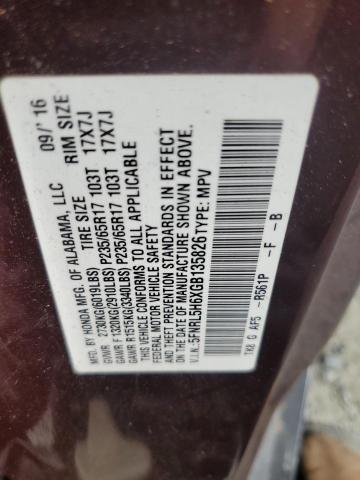 MFD. BY HONDA MFG. OF ALABAMA, LLC 09/'16
TIRE SIZE RIM SIZE
GVWR 2730KG(6019LBS) P235/65R17 103T 17X7J
GAWR F1320KG(2910LBS) P235/65R17 103T 17X7J
GAWR R1515KG(3340LBS)
THIS VEHICLE CONFORMS TO ALL APPLICABLE
FEDERAL MOTOR VEHICLE SAFETY
AND THEFT PREVENTION STANDARDS IN EFFECT
ON THE DATE OF MANUFACTURE SHOWN ABOVE.
V.I.N.:5FNRL5H6XGB135826 TYPE: MPV
TK8 G AF5 -R561P -F -B